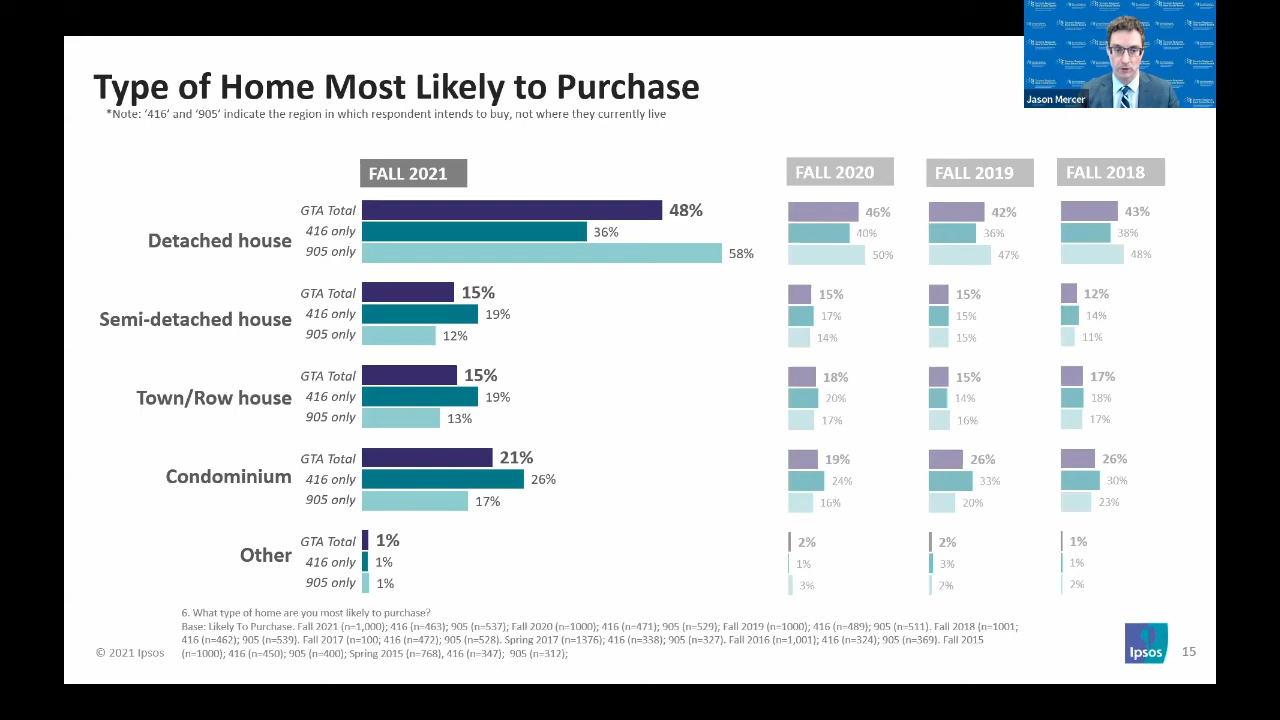 Jason Mercer
Type of Home Most Likely to Purchase
*Note: ‘416’ and ‘905’ indicate the region in which respondent intends to buy, not where they currently live
FALL 2021 FALL 2020 FALL 2019 FALL 2018
Detached house
GTA Total 48% 46% 42% 43%
416 only 36% 40% 36% 38%
905 only 58% 50% 47% 48%
Semi-detached house
GTA Total 15% 15% 15% 12%
416 only 19% 17% 15% 14%
905 only 12% 14% 15% 11%
Town/Row house
GTA Total 15% 18% 15% 17%
416 only 19% 20% 14% 18%
905 only 13% 17% 16% 17%
Condominium
GTA Total 21% 19% 26% 26%
416 only 26% 24% 33% 30%
905 only 17% 16% 20% 23%
Other
GTA Total 1% 2% 2% 1%
416 only 1% 1% 3% 1%
905 only 1% 3% 2% 2%
6. What type of home are you most likely to purchase?
Base: Likely To Purchase. Fall 2021 (n=1,000); 416 (n=463); 905 (n=537); Fall 2020 (n=1000); 416 (n=471); 905 (n=529); Fall 2019 (n=1000); 416 (n=489); 905 (n=511). Fall 2018 (n=1001;
416 (n=462); 905 (n=539). Fall 2017 (n=100; 416 (n=472); 905 (n=528). Spring 2017 (n=1376); 416 (n=338); 905 (n=327). Fall 2016 (n=1,001); 416 (n=324); 905 (n=369). Fall 2015
(n=1000); 416 (n=450); 905 (n=400); Spring 2015 (n=768), 416 (n=347); 905 (n=312);
© 2021 Ipsos
Ipsos
15